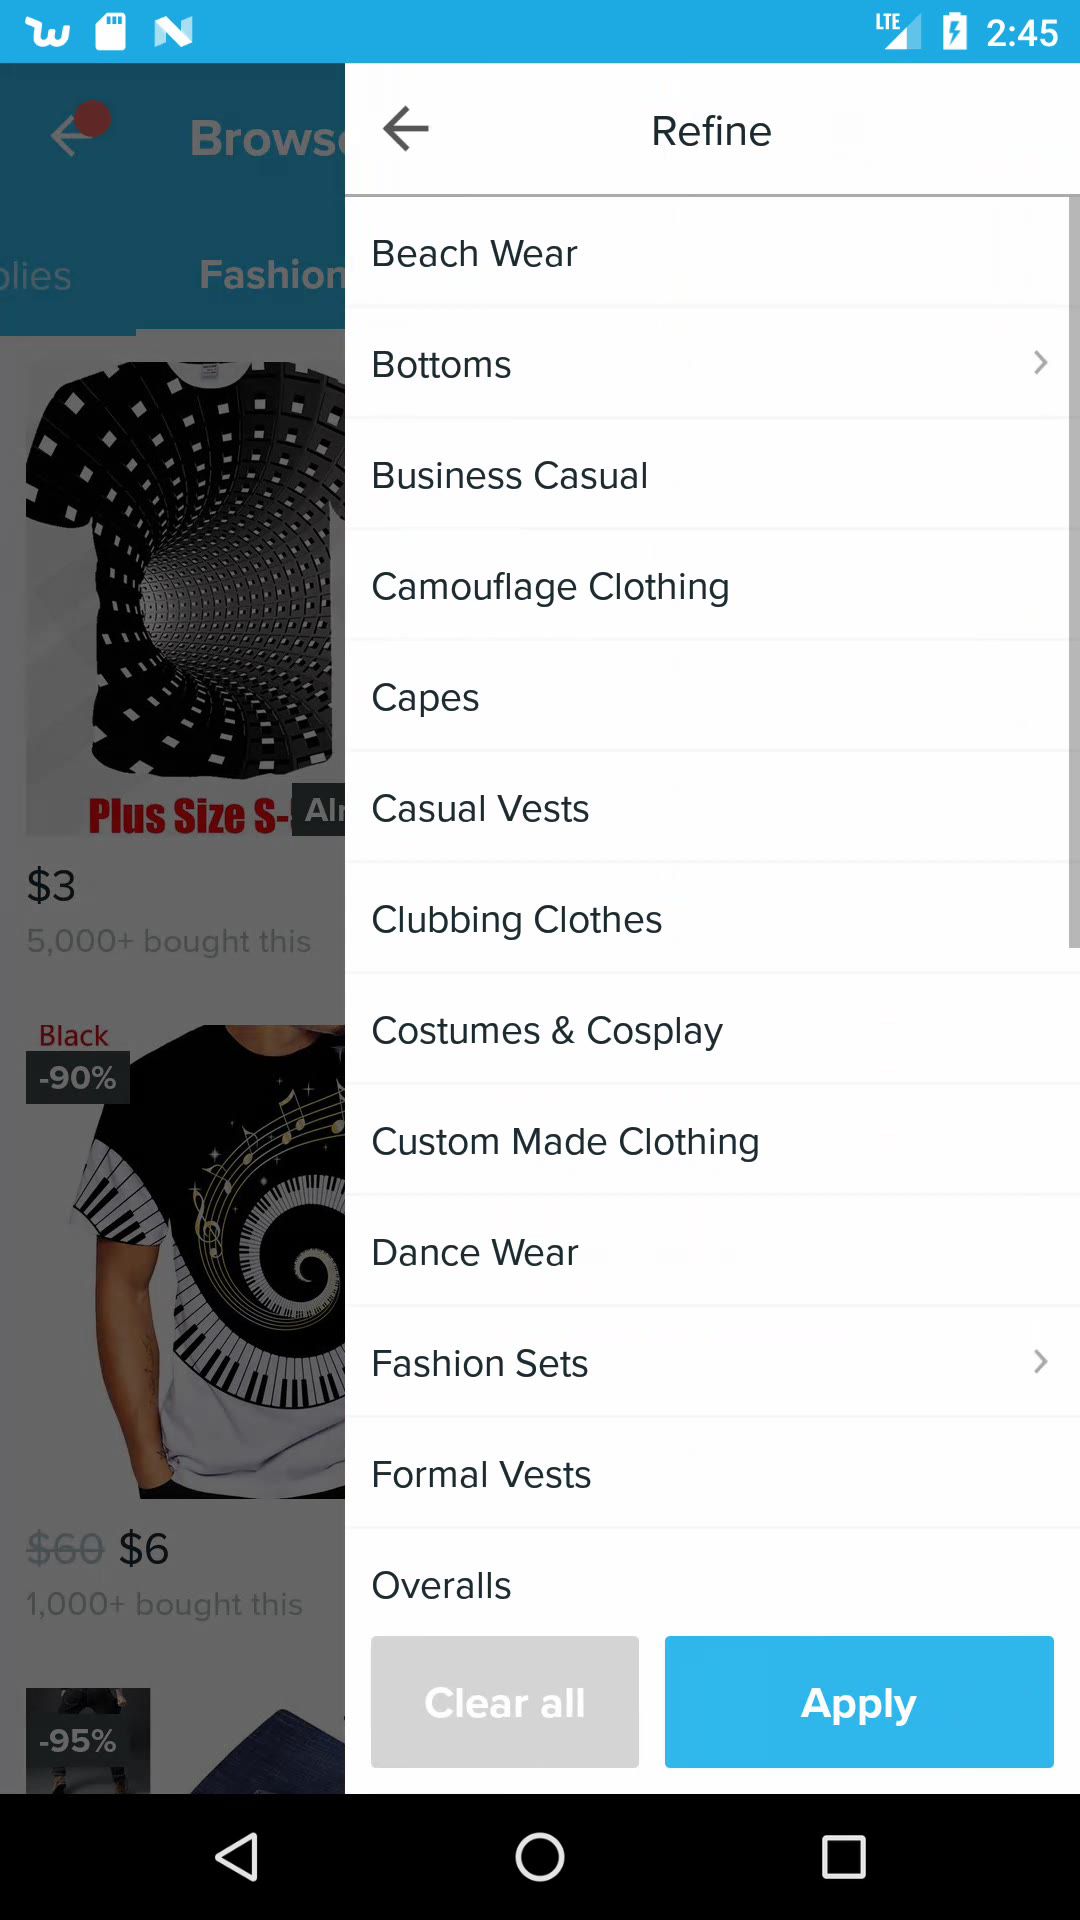 LTE 2:45
Brows
Refine
plies
Fashion
Beach Wear
Bottoms
Business Casual
Camouflage Clothing
Capes
Casual Vests
Plus Size S-
Al
$3
5,000+ bought this
Clubbing Clothes
Black
-90%
Costumes & Cosplay
Custom Made Clothing
Dance Wear
Fashion Sets
Formal Vests
$60 $6
1,000+ bought this
Overalls
-95%
Clear all
Apply